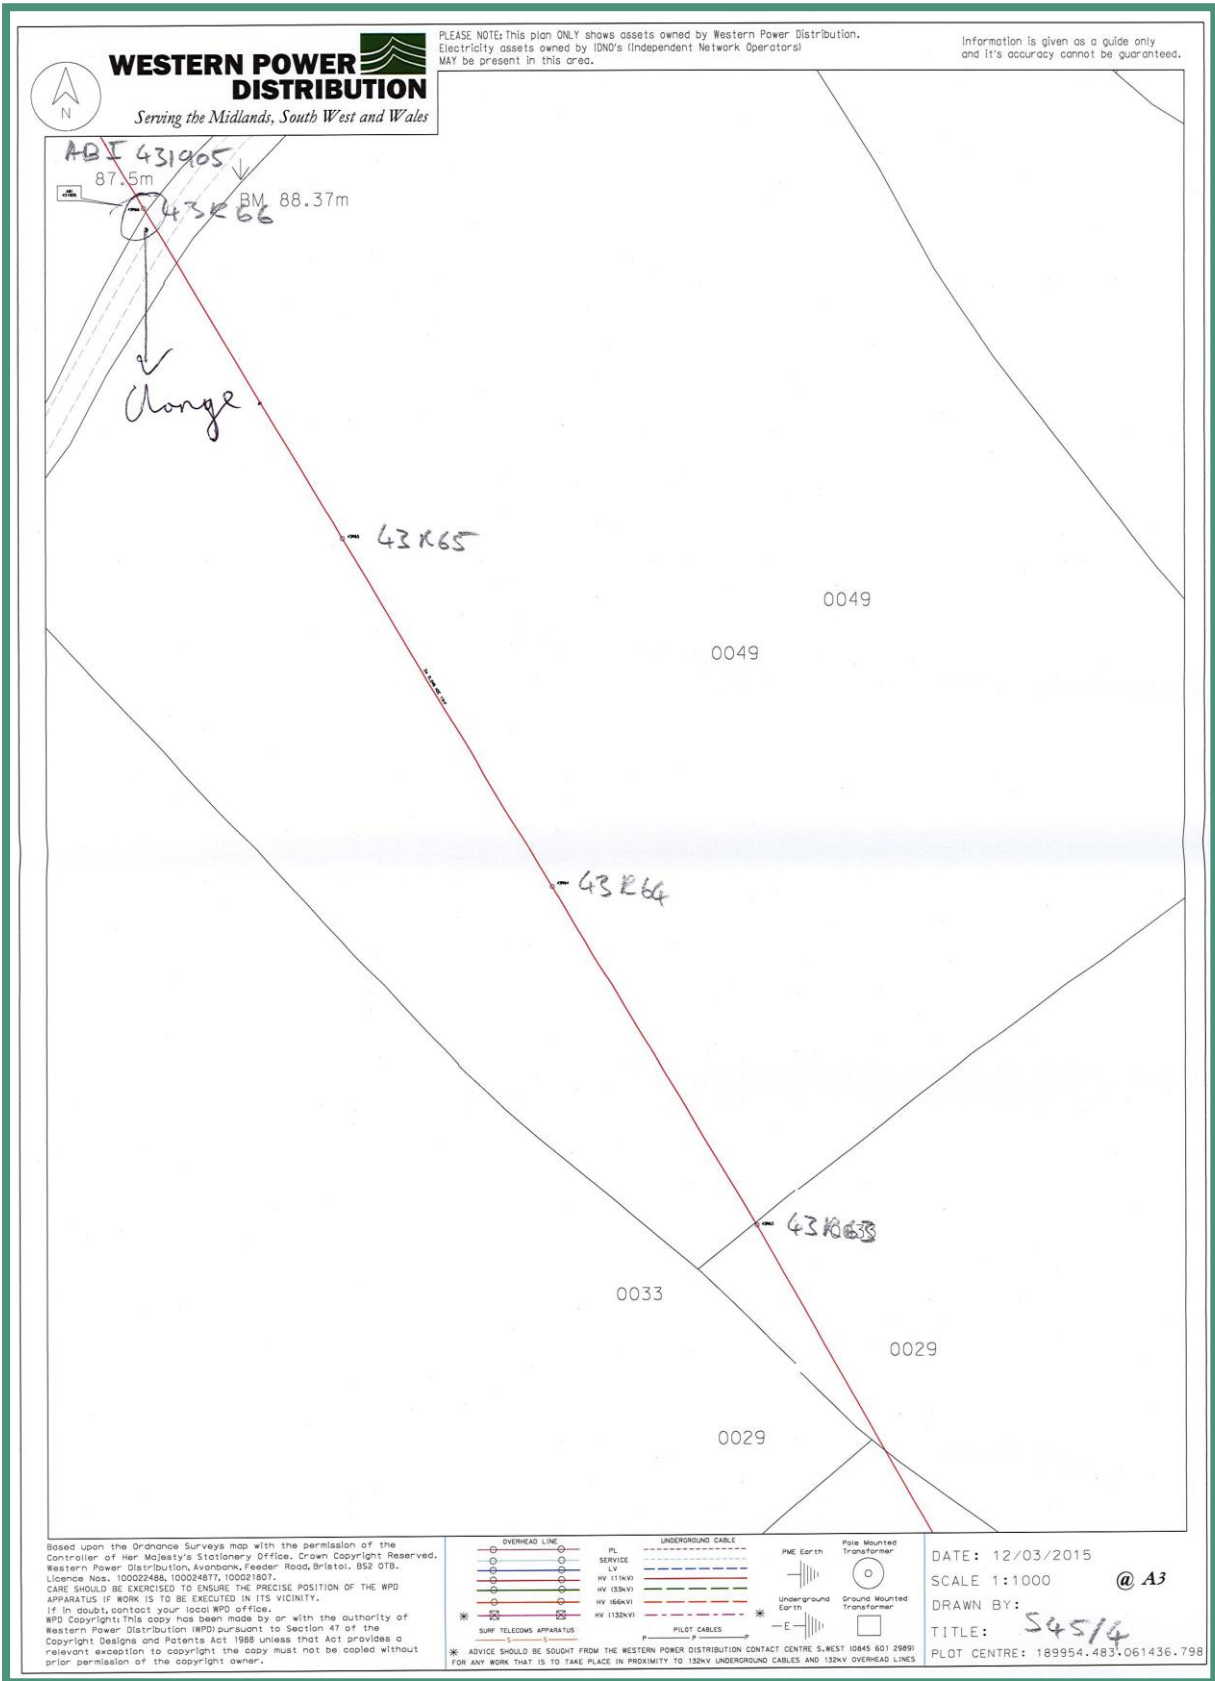 PLEASE NOTE: This plan ONLY shows assets owned by Western Power Distribution.
Electricity assets owned by IDNO's (Independent Network Operators)
MAY be present in this area.
Information is given as a guide only
and it's accuracy cannot be guaranteed.
WESTERN POWER
DISTRIBUTION
Serving the Midlands, South West and Wales
N
ABI 431905
87.5m
BM 88.37m
43R66
Change
43R65
0049
0049
43R64
43R63
0033
0029
0029
Based upon the Ordnance Surveys map with the permission of the
Controller of Her Majesty's Stationery Office. Crown Copyright Reserved.
Western Power Distribution, Avonbank, Feeder Road, Bristol. BS2 0TB.
Licence Nos. 100022488, 100024877, 100021807.
CARE SHOULD BE EXERCISED TO ENSURE THE PRECISE POSITION OF THE WPD
APPARATUS IF WORK IS TO BE EXECUTED IN ITS VICINITY.
If in doubt, contact your local WPD office.
WPD Copyright: This copy has been made by or with the authority of
Western Power Distribution (WPD) pursuant to Section 47 of the
Copyright Designs and Patents Act 1988 unless that Act provides a
relevant exception to copyright the copy must not be copied without
prior permission of the copyright owner.
OVERHEAD LINE
UNDERGROUND CABLE
PL
SERVICE
LV
HV (11kV)
HV (33kV)
HV (66kV)
HV (132kV)
SURF TELECOMS APPARATUS
S S
PILOT CABLES
P P P
PME Earth
Pole Mounted
Transformer
Underground
Earth
E
Ground Mounted
Transformer
* ADVICE SHOULD BE SOUGHT FROM THE WESTERN POWER DISTRIBUTION CONTACT CENTRE S.WEST (0845 601 2989)
FOR ANY WORK THAT IS TO TAKE PLACE IN PROXIMITY TO 132kV UNDERGROUND CABLES AND 132kV OVERHEAD LINES
DATE: 12/03/2015
SCALE 1:1000 @ A3
DRAWN BY:
TITLE: S45/4
PLOT CENTRE: 189954.483,061436.798